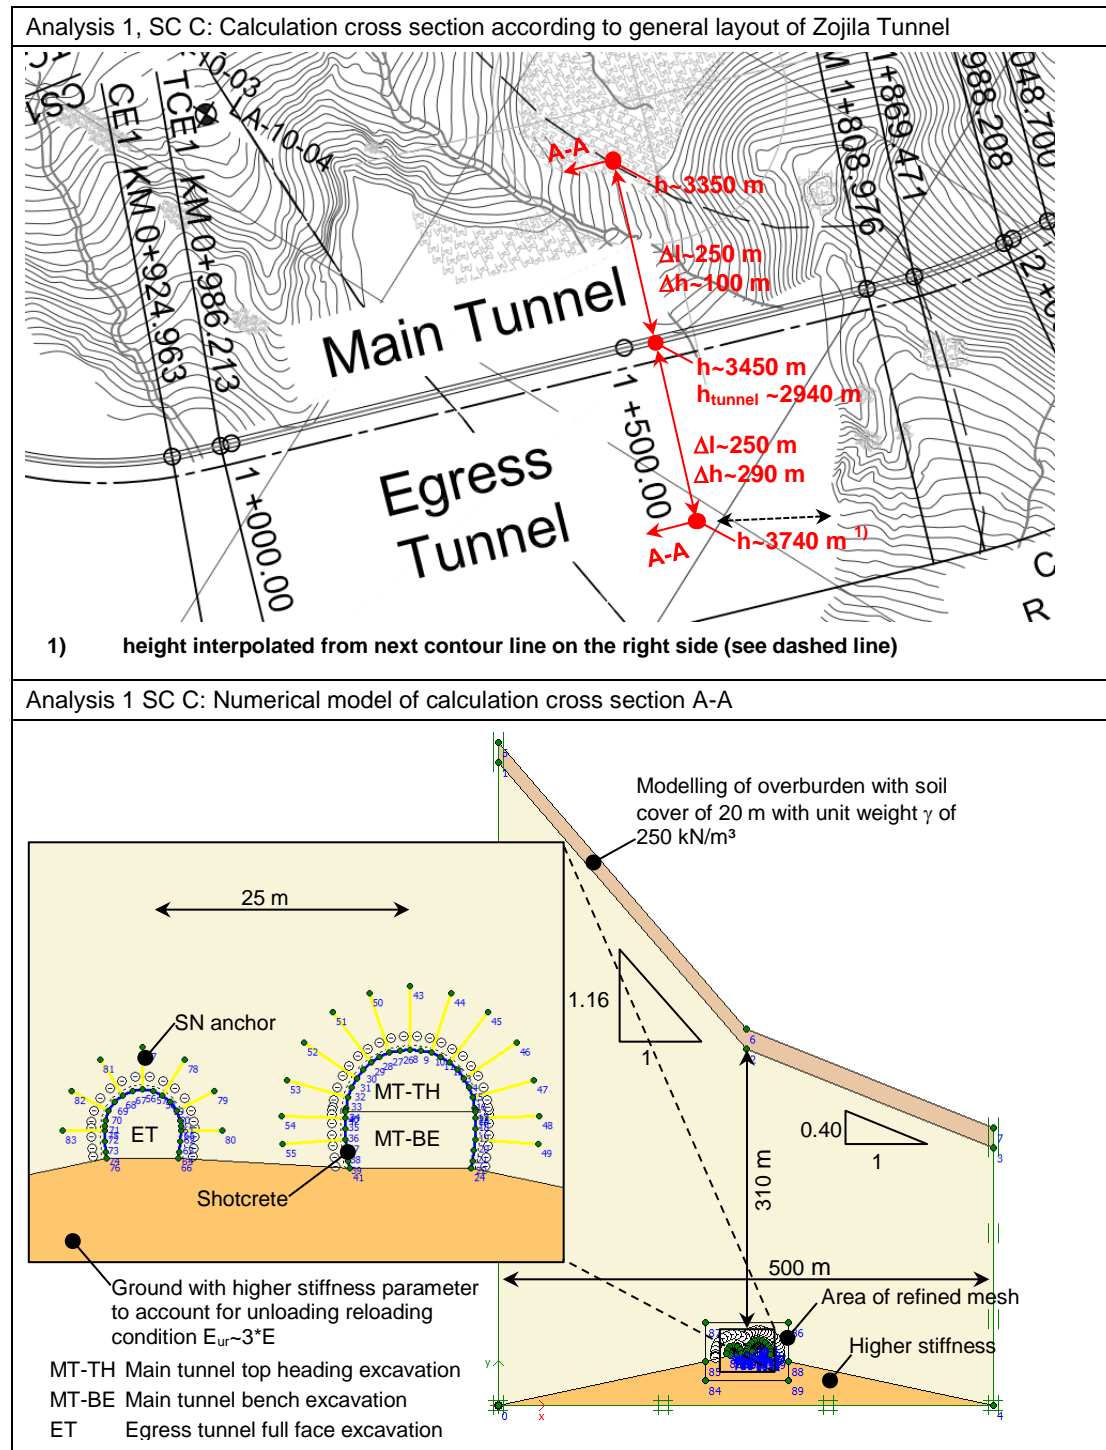 Analysis 1, SC C: Calculation cross section according to general layout of Zojila Tunnel
10-03
A-10-04
TCE1 KM 0+986.213
CE1 KM 0+924.963
M 1+808.976
1+869.471
988.208
048.700
A-A
h~3350 m
Δl~250 m
Δh~100 m
Main Tunnel
h~3450 m
htunnel ~2940 m
1 +500.00
Δl~250 m
Δh~290 m
Egress
Tunnel
1 +000.00
A-A
h~3740 m 1)
C
R
1) height interpolated from next contour line on the right side (see dashed line)
Analysis 1 SC C: Numerical model of calculation cross section A-A
Modelling of overburden with soil
cover of 20 m with unit weight γ of
250 kN/m³
25 m
1.16
1
SN anchor
MT-TH
ET
MT-BE
Shotcrete
0.40
1
310 m
500 m
Ground with higher stiffness parameter
to account for unloading reloading
condition Eur~3*E
Area of refined mesh
Higher stiffness
MT-TH Main tunnel top heading excavation
MT-BE Main tunnel bench excavation
ET Egress tunnel full face excavation